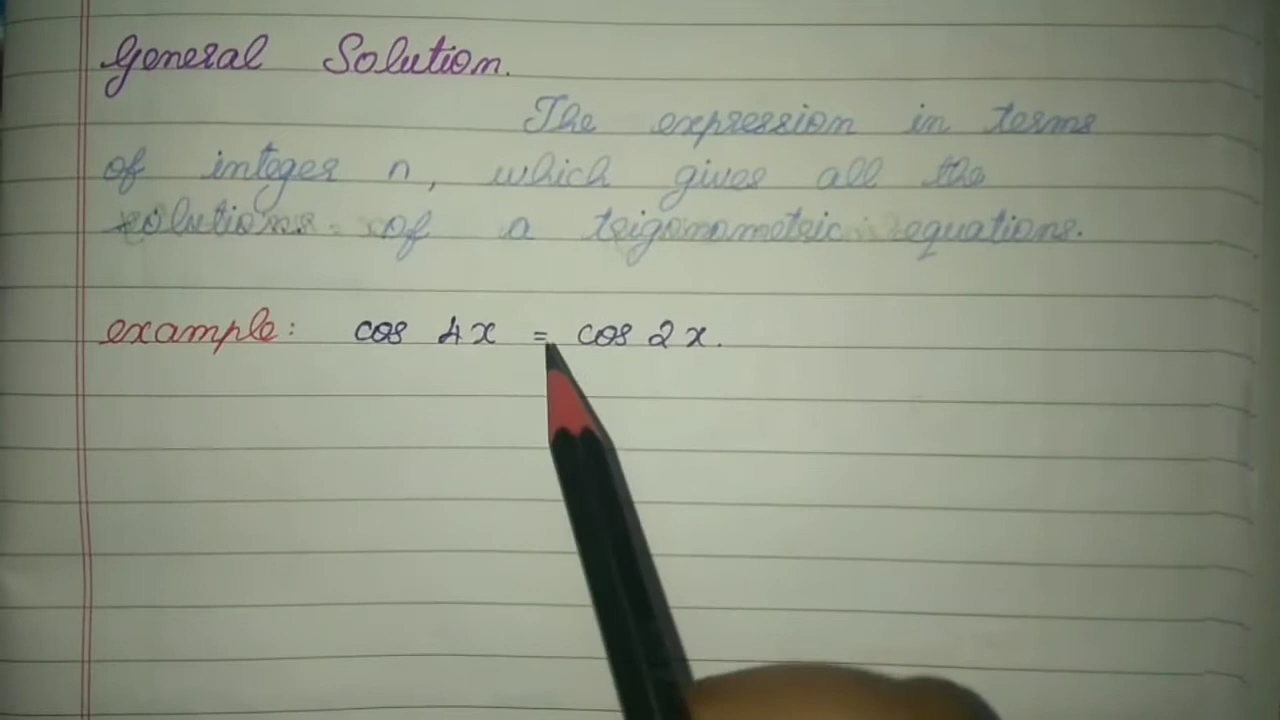 General Solution.
The expression in terms
of integer n, which gives all the
solutions of a trigonometric equations.
example: cos 4x = cos 2x.